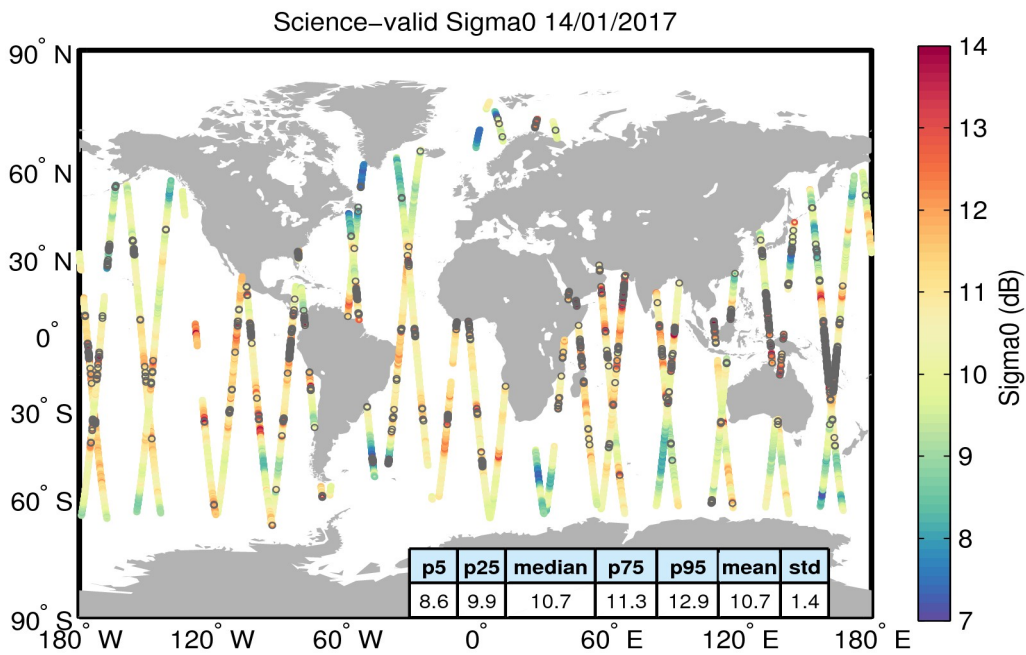 Science−valid Sigma0 14/01/2017
90° N
60° N
30° N
0°
30° S
60° S
90° S
180° W
120° W
60° W
0°
60° E
120° E
180° E
p5 p25 median p75 p95 mean std
8.6 9.9 10.7 11.3 12.9 10.7 1.4
14
13
12
11
10
9
8
7
Sigma0 (dB)